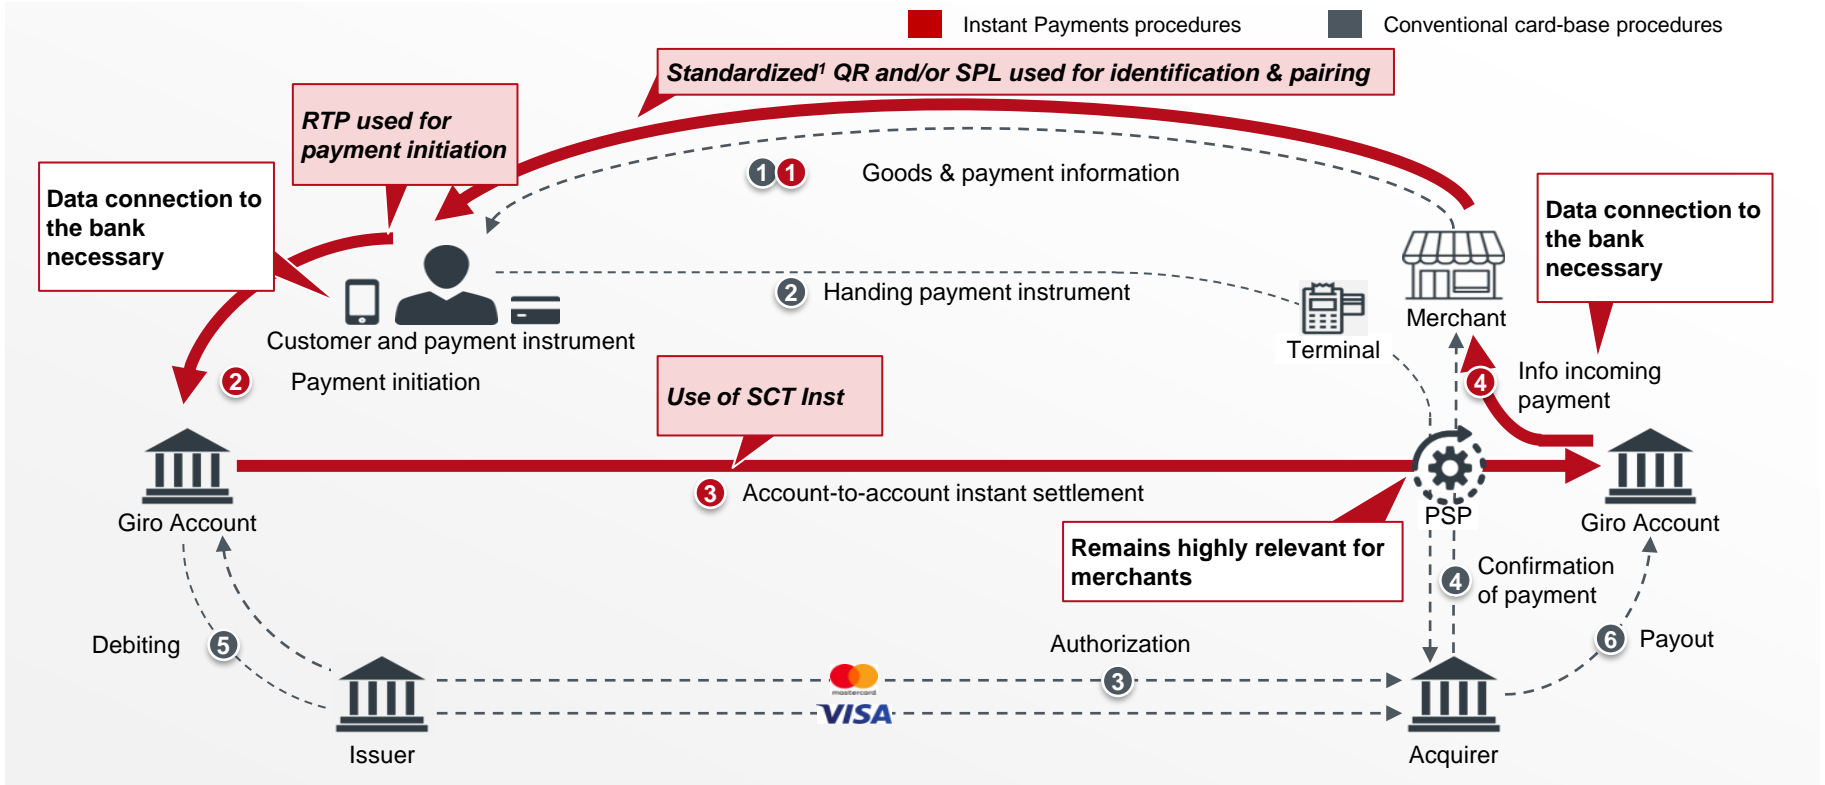 Instant Payments procedures
Conventional card-base procedures
Standardized¹ QR and/or SPL used for identification & pairing
RTP used for
payment initiation
1 1 Goods & payment information
Data connection to
the bank
necessary
Data connection to
the bank
necessary
2 Handing payment instrument
Merchant
Customer and payment instrument
Terminal
2 Payment initiation
4 Info incoming
payment
Use of SCT Inst
3 Account-to-account instant settlement
Giro Account
PSP
Giro Account
Remains highly relevant for
merchants
4 Confirmation
of payment
Debiting 5
Authorization
3
6 Payout
mastercard
VISA
Issuer
Acquirer